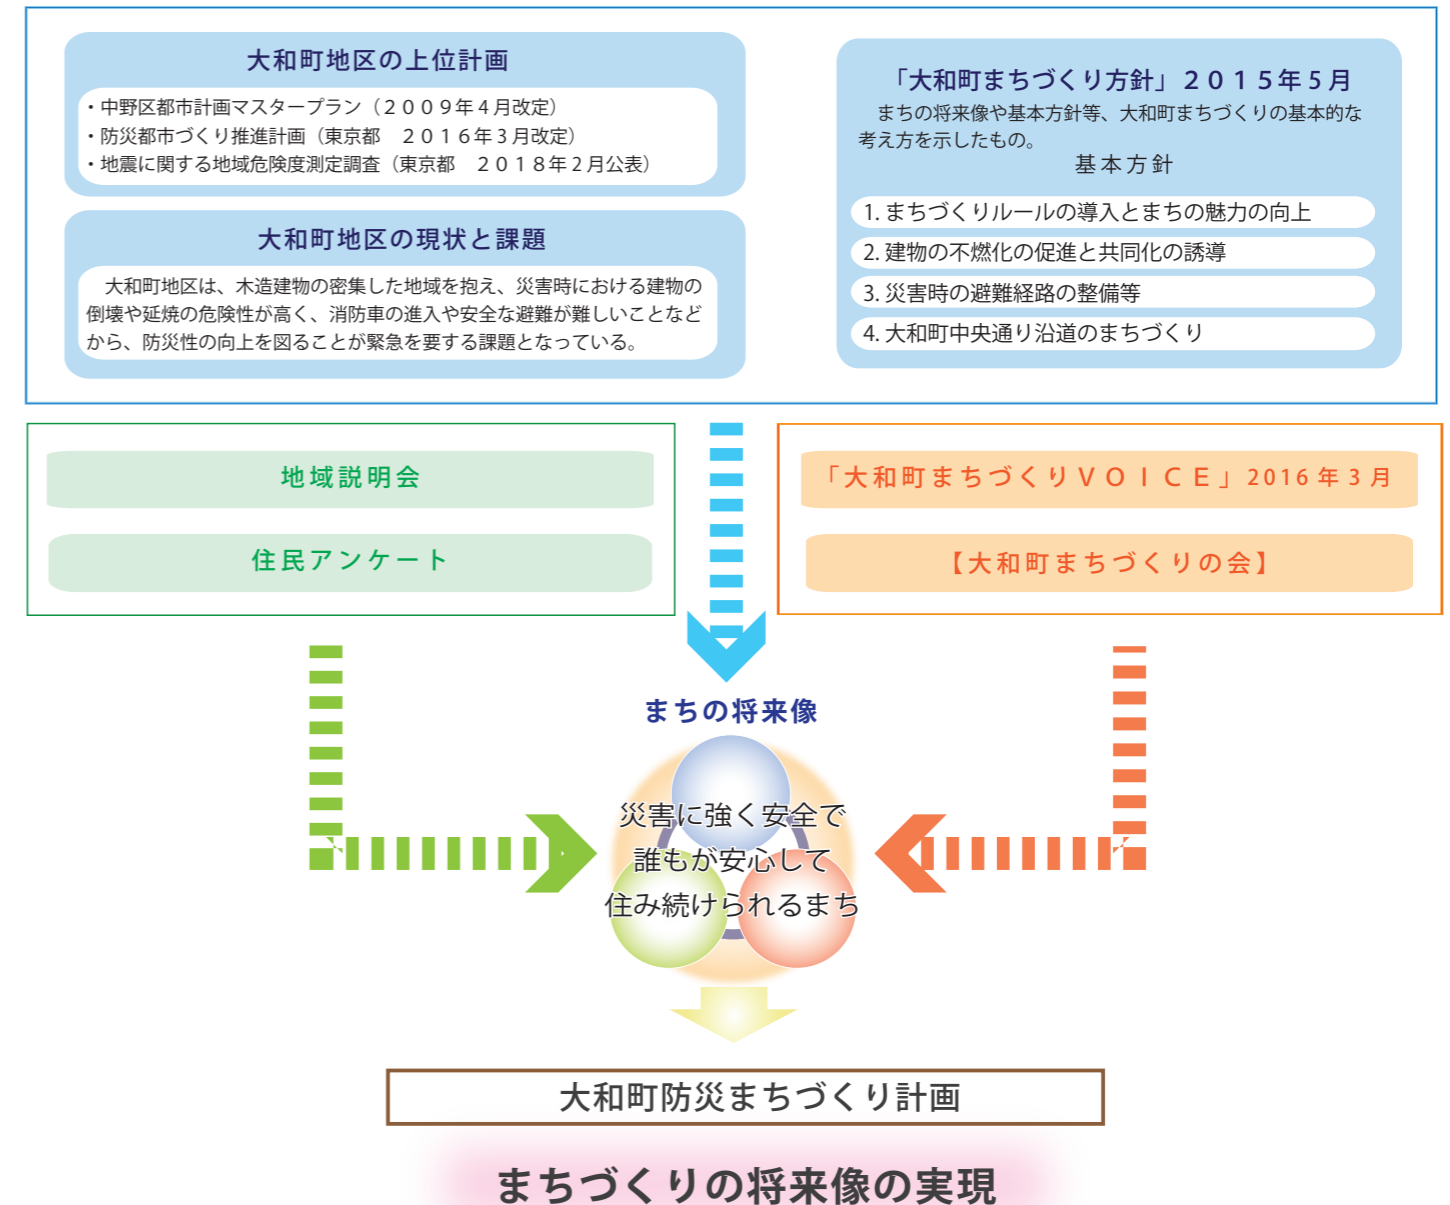 大和町地区の上位計画
・中野区都市計画マスタープラン（２００９年４月改定）
・防災都市づくり推進計画（東京都　２０１６年３月改定）
・地震に関する地域危険度測定調査（東京都　２０１８年２月公表）
大和町地区の現状と課題
　大和町地区は、木造建物の密集した地域を抱え、災害時における建物の
倒壊や延焼の危険性が高く、消防車の進入や安全な避難が難しいことなど
から、防災性の向上を図ることが緊急を要する課題となっている。
「大和町まちづくり方針」２０１５年５月
　まちの将来像や基本方針等、大和町まちづくりの基本的な
考え方を示したもの。
基本方針
1. まちづくりルールの導入とまちの魅力の向上
2. 建物の不燃化の促進と共同化の誘導
3. 災害時の避難経路の整備等
4. 大和町中央通り沿道のまちづくり
地域説明会
住民アンケート
「大和町まちづくりＶＯＩＣＥ」2016年3月
【大和町まちづくりの会】
まちの将来像
災害に強く安全で
誰もが安心して
住み続けられるまち
大和町防災まちづくり計画
まちづくりの将来像の実現